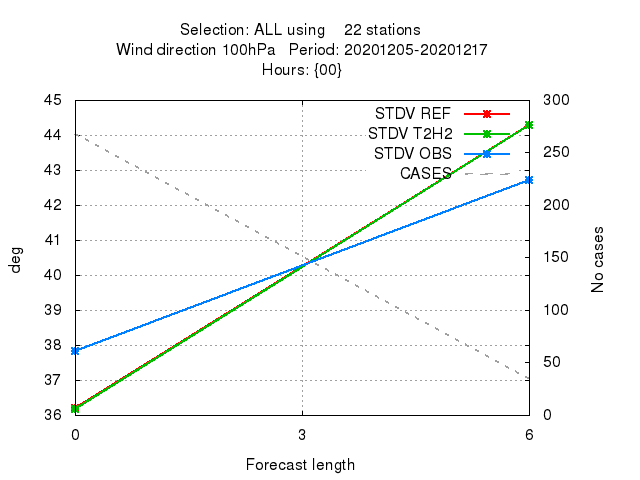 Selection: ALL using    22 stations
Wind direction 100hPa   Period: 20201205-20201217
Hours: {00}
STDV REF
STDV T2H2
STDV OBS
CASES
45
44
43
42
41
40
39
38
37
36
300
250
200
150
100
50
0
deg
No cases
0 3 6
Forecast length